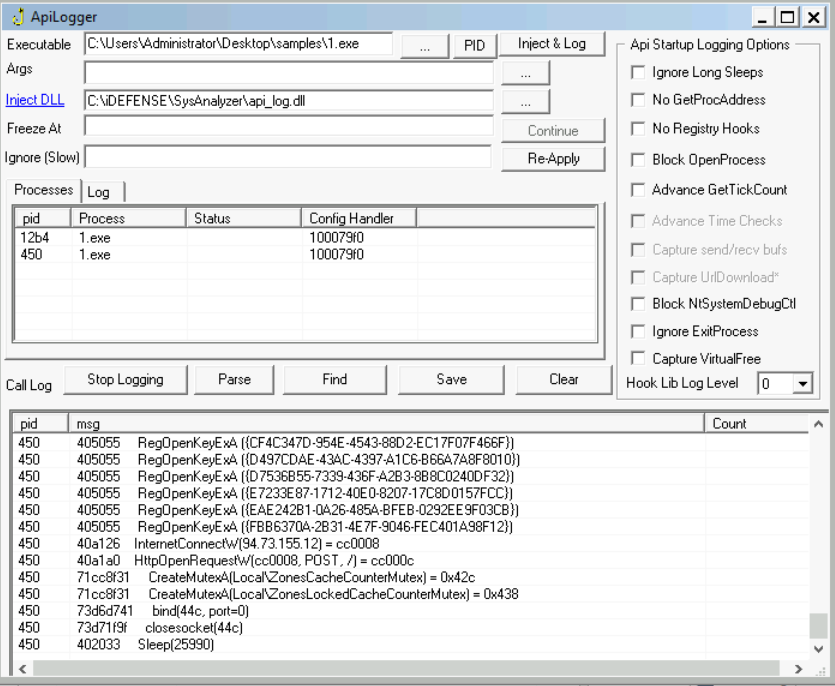 ApiLogger
Executable C:\Users\Administrator\Desktop\samples\1.exe ... PID Inject & Log
Args ...
Inject DLL C:\iDEFENSE\SysAnalyzer\api_log.dll ...
Freeze At Continue
Ignore (Slow) Re-Apply
Api Startup Logging Options
Ignore Long Sleeps
No GetProcAddress
No Registry Hooks
Block OpenProcess
Advance GetTickCount
Advance Time Checks
Capture send/recv bufs
Capture UrlDownload*
Block NtSystemDebugCtl
Ignore ExitProcess
Capture VirtualFree
Hook Lib Log Level 0
Processes Log
pid Process Status Config Handler
12b4 1.exe 100079f0
450 1.exe 100079f0
Call Log Stop Logging Parse Find Save Clear
pid msg Count
450 405055 RegOpenKeyExA ({CF4C347D-954E-4543-88D2-EC17F07F466F})
450 405055 RegOpenKeyExA ({D497CDAE-43AC-4397-A1C6-B66A7A8F8010})
450 405055 RegOpenKeyExA ({D7536B55-7339-436F-A2B3-8B8C0240DF32})
450 405055 RegOpenKeyExA ({E7233E87-1712-40E0-8207-17C8D0157FCC})
450 405055 RegOpenKeyExA ({EAE242B1-0A26-485A-BFEB-0292EE9F03CB})
450 405055 RegOpenKeyExA ({FBB6370A-2B31-4E7F-9046-FEC401A98F12})
450 40a126 InternetConnectW(94.73.155.12) = cc0008
450 40a1a0 HttpOpenRequestW(cc0008, POST, /) = cc000c
450 71cc8f31 CreateMutexA(Local\ZonesCacheCounterMutex) = 0x42c
450 71cc8f31 CreateMutexA(Local\ZonesLockedCacheCounterMutex) = 0x438
450 73d6d741 bind(44c, port=0)
450 73d71f9f closesocket(44c)
450 402033 Sleep(25990)